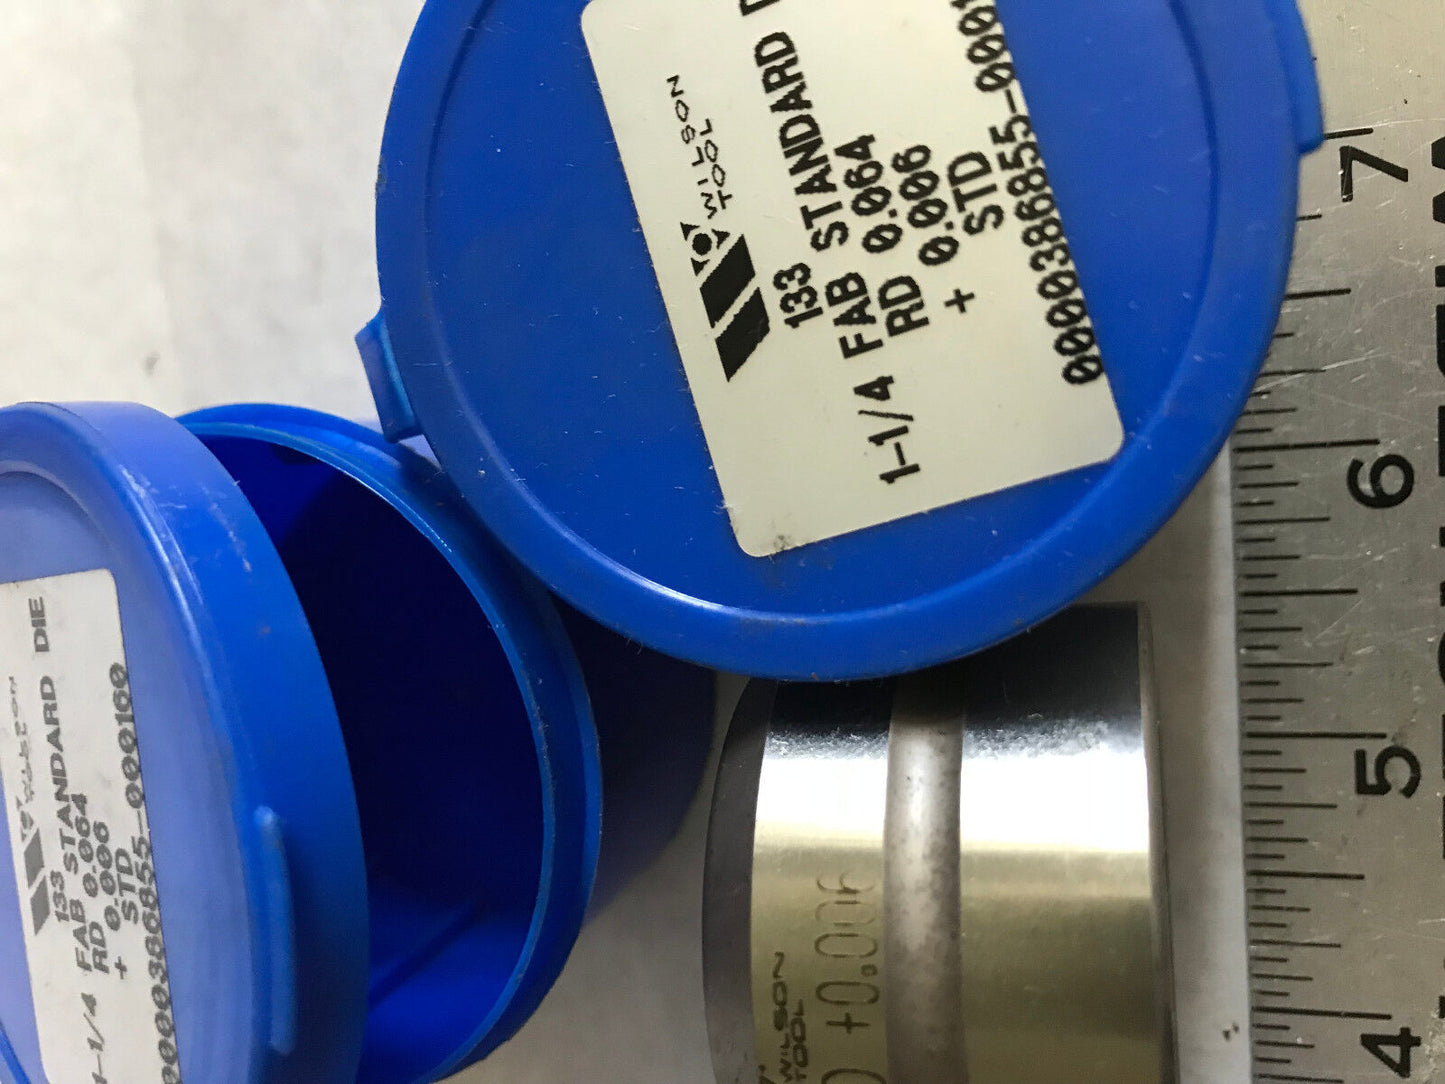 WILSON
TOOL
133
1-1/4 FAB STANDARD
RD 0.064
+ 0.006
STD
0000386855-0001
WILSON
TOOL
133
1-1/4 FAB STANDARD DIE
RD 0.064
+ 0.006
STD
0000386855-000160
WILSON
TOOL
+0.006
7
6
5
4